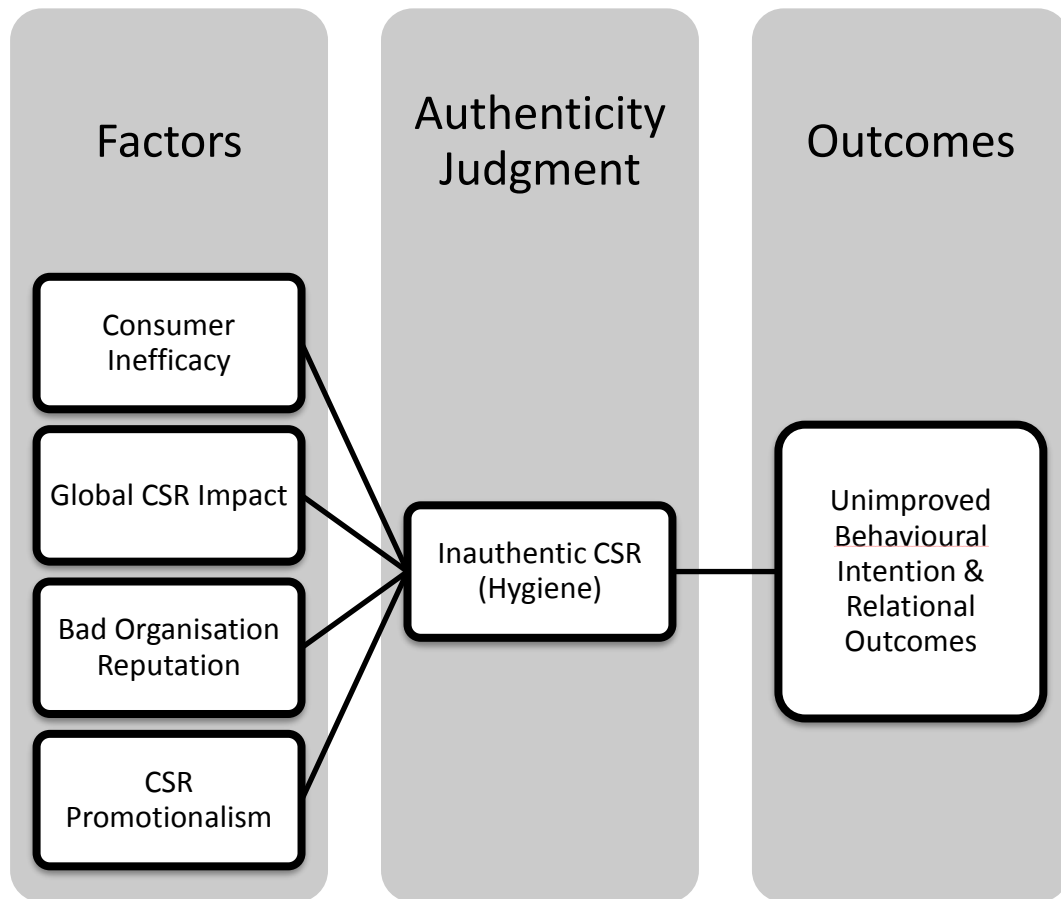 Factors
Authenticity
Judgment
Outcomes
Consumer
Inefficacy
Global CSR Impact
Bad Organisation
Reputation
CSR
Promotionalism
Inauthentic CSR
(Hygiene)
Unimproved
Behavioural
Intention &
Relational
Outcomes